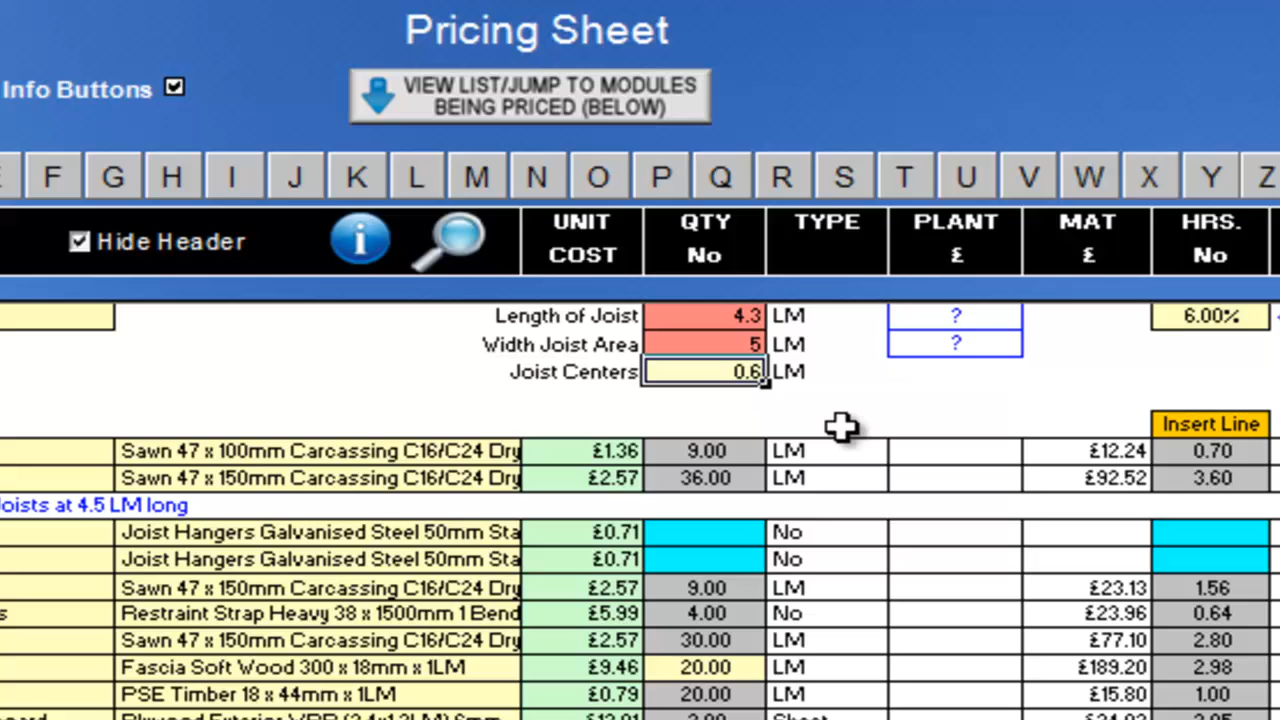 Pricing Sheet
Info Buttons
VIEW LIST/JUMP TO MODULES
BEING PRICED (BELOW)
F G H I J K L M N O P Q R S T U V W X Y Z
Hide Header
UNIT COST
QTY No
TYPE
PLANT £
MAT £
HRS. No
Length of Joist 4.3 LM ? 6.00%
Width Joist Area 5 LM ?
Joist Centers 0.6 LM
Insert Line
Sawn 47 x 100mm Carcassing C16/C24 Dry £1.36 9.00 LM £12.24 0.70
Sawn 47 x 150mm Carcassing C16/C24 Dry £2.57 36.00 LM £92.52 3.60
Joists at 4.5 LM long
Joist Hangers Galvanised Steel 50mm Sta £0.71 No
Joist Hangers Galvanised Steel 50mm Sta £0.71 No
Sawn 47 x 150mm Carcassing C16/C24 Dry £2.57 9.00 LM £23.13 1.56
s Restraint Strap Heavy 38 x 1500mm 1 Bend £5.99 4.00 No £23.96 0.64
Sawn 47 x 150mm Carcassing C16/C24 Dry £2.57 30.00 LM £77.10 2.80
Fascia Soft Wood 300 x 18mm x 1LM £9.46 20.00 LM £189.20 2.98
PSE Timber 18 x 44mm x 1LM £0.79 20.00 LM £15.80 1.00